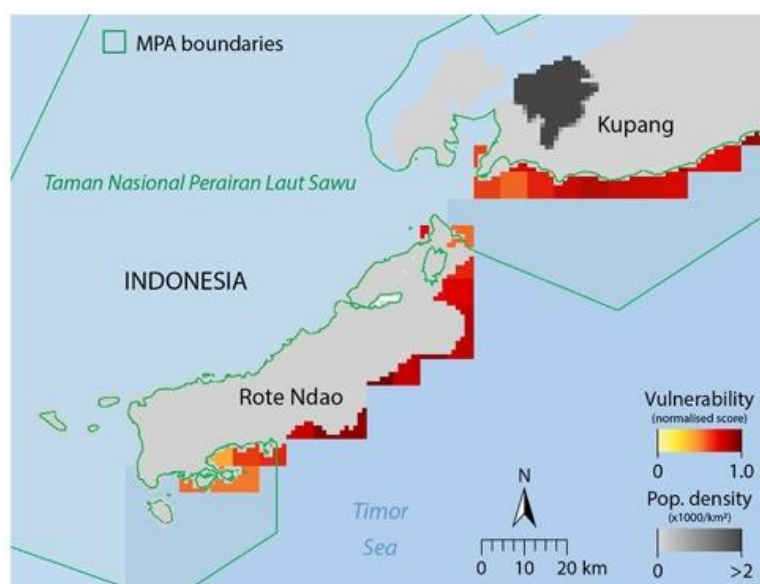 MPA boundaries
Kupang
Taman Nasional Perairan Laut Sawu
INDONESIA
Rote Ndao
Timor
Sea
N
0 10 20 km
Vulnerability
(normalised score)
0 1.0
Pop. density
(x1000/km²)
0 >2